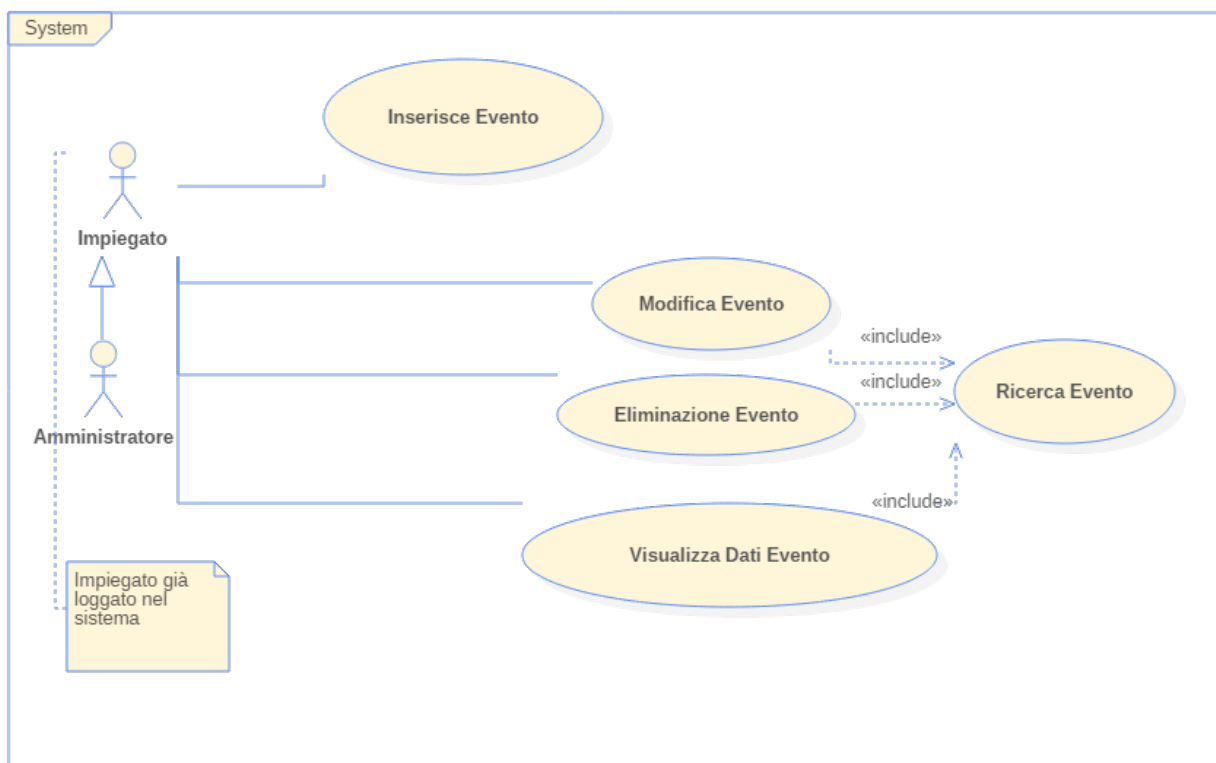 System
Inserisce Evento
Impiegato
Modifica Evento
«include»
«include»
Ricerca Evento
Eliminazione Evento
Amministratore
«include»
Visualizza Dati Evento
Impiegato già
loggato nel
sistema